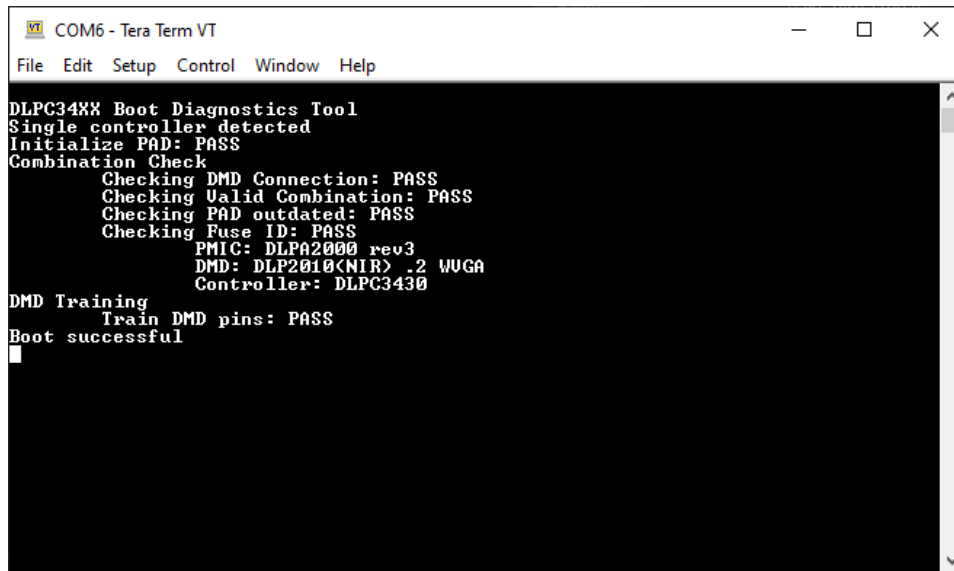 COM6 - Tera Term VT
File Edit Setup Control Window Help
DLPC34XX Boot Diagnostics Tool
Single controller detected
Initialize PAD: PASS
Combination Check
Checking DMD Connection: PASS
Checking Valid Combination: PASS
Checking PAD outdated: PASS
Checking Fuse ID: PASS
PMIC: DLPA2000 rev3
DMD: DLP2010(NIR) .2 WVGA
Controller: DLPC3430
DMD Training
Train DMD pins: PASS
Boot successful